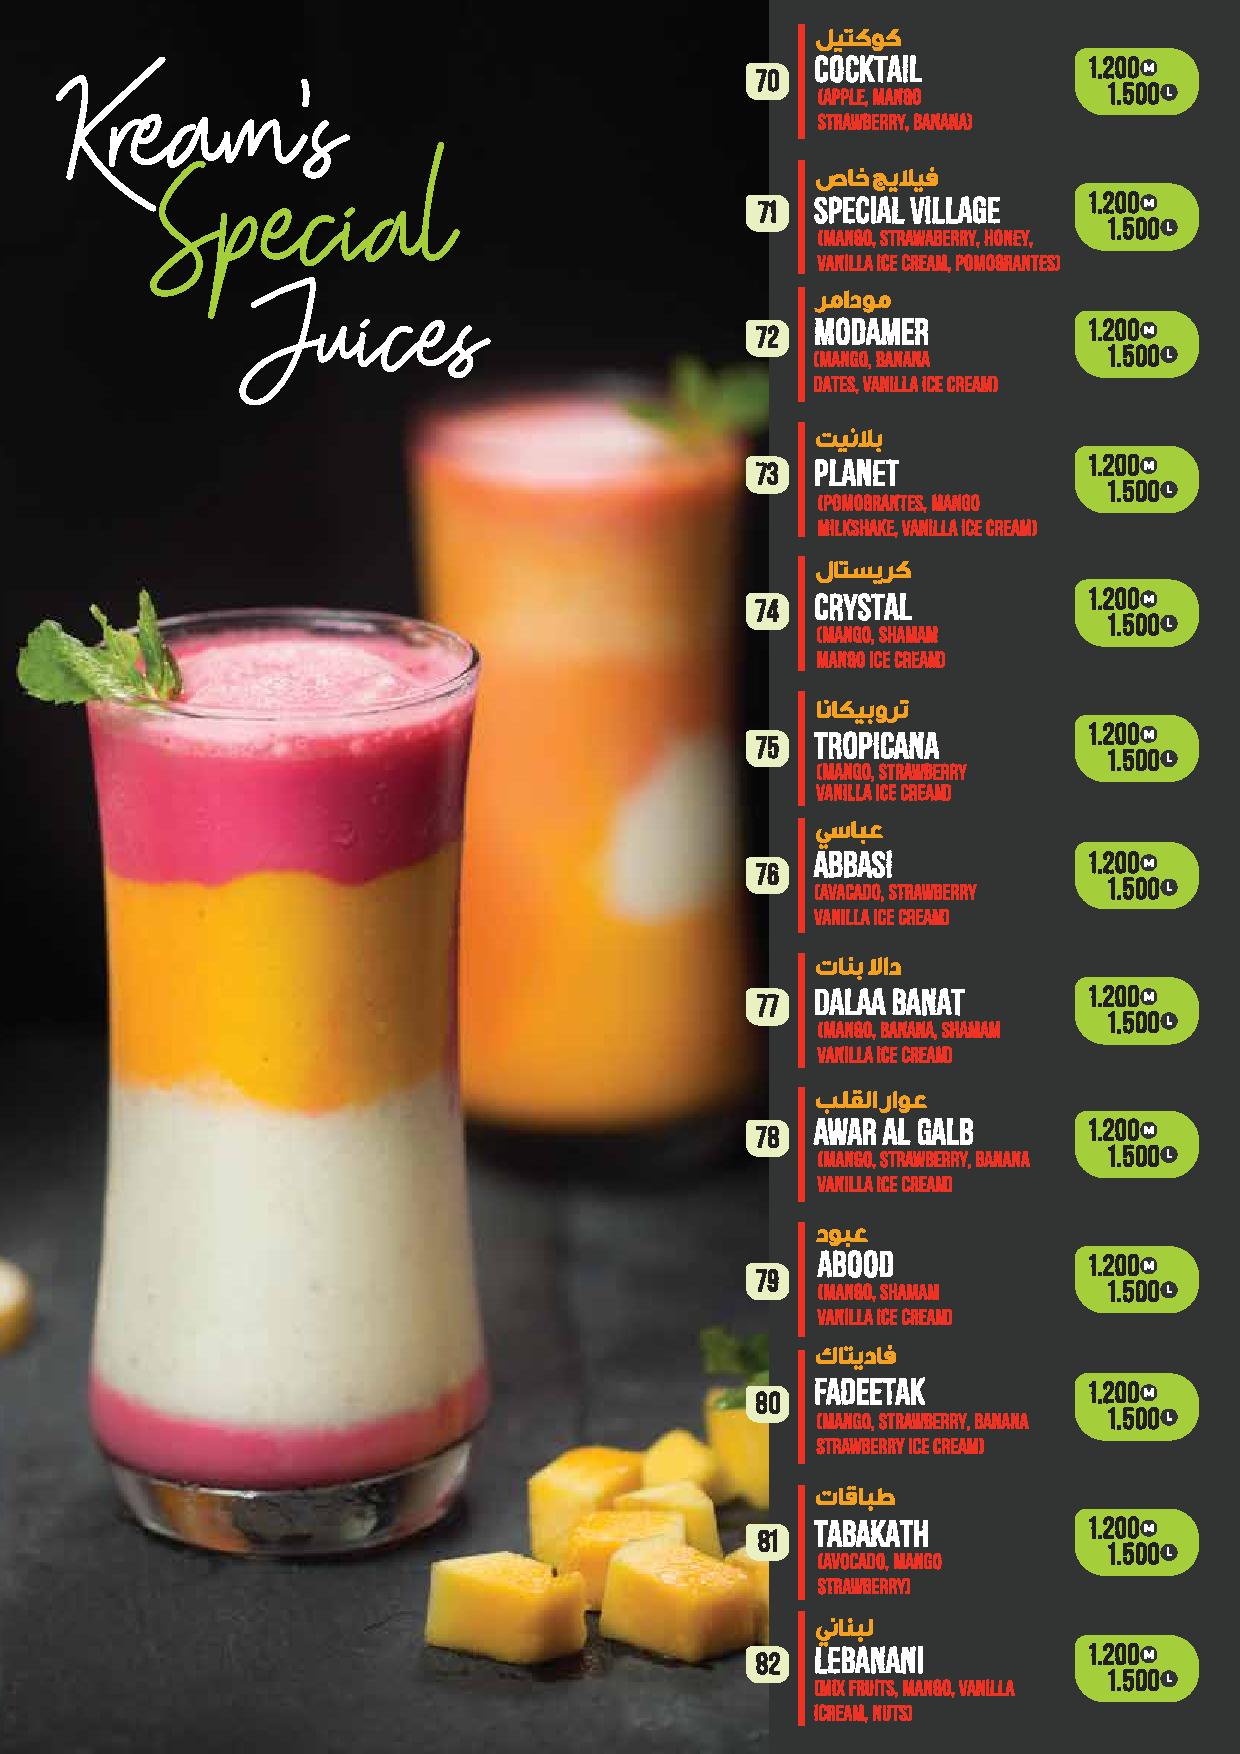 Kream's
Special
Juices
كوكتيل
70
COCKTAIL
(APPLE, MANGO
STRAWBERRY, BANANA)
1.200 M
1.500 L
فيلايج خاص
71
SPECIAL VILLAGE
(MANGO, STRAWABERRY, HONEY,
VANILLA ICE CREAM, POMOGRANTES)
1.200 M
1.500 L
مودامر
72
MODAMER
(MANGO, BANANA
DATES, VANILLA ICE CREAM)
1.200 M
1.500 L
بلانيت
73
PLANET
(POMOGRANTES, MANGO
MILKSHAKE, VANILLA ICE CREAM)
1.200 M
1.500 L
كريستال
74
CRYSTAL
(MANGO, SHAMAM
MANGO ICE CREAM)
1.200 M
1.500 L
تروبيكانا
75
TROPICANA
(MANGO, STRAWBERRY
VANILLA ICE CREAM)
1.200 M
1.500 L
عباسي
76
ABBASI
(AVACADO, STRAWBERRY
VANILLA ICE CREAM)
1.200 M
1.500 L
دالا بنات
77
DALAA BANAT
(MANGO, BANANA, SHAMAM
VANILLA ICE CREAM)
1.200 M
1.500 L
عوار القلب
78
AWAR AL GALB
(MANGO, STRAWBERRY, BANANA
VANILLA ICE CREAM)
1.200 M
1.500 L
عبود
79
ABOOD
(MANGO, SHAMAM
VANILLA ICE CREAM)
1.200 M
1.500 L
فاديتاك
80
FADEETAK
(MANGO, STRAWBERRY, BANANA
STRAWBERRY ICE CREAM)
1.200 M
1.500 L
طباقات
81
TABAKATH
(AVOCADO, MANGO
STRAWBERRY)
1.200 M
1.500 L
لبناني
82
LEBANANI
(MIX FRUITS, MANGO, VANILLA
ICREAM, NUTS)
1.200 M
1.500 L